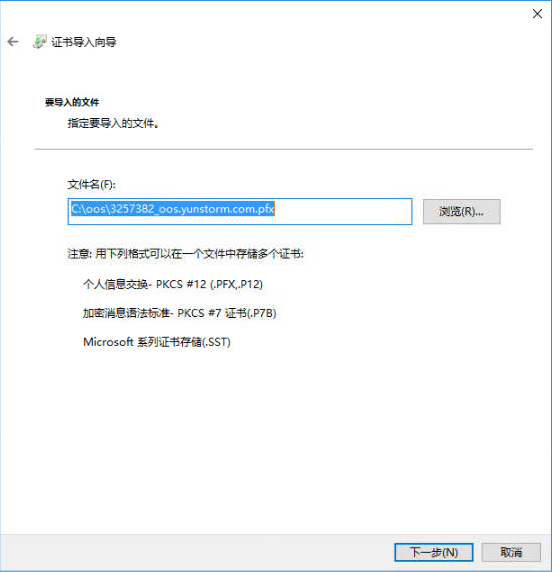 证书导入向导
要导入的文件
指定要导入的文件。
文件名(F):
C:\oos\3257382_oos.yunstorm.com.pfx
浏览(R)...
注意: 用下列格式可以在一个文件中存储多个证书:
个人信息交换- PKCS #12 (.PFX,.P12)
加密消息语法标准- PKCS #7 证书(.P7B)
Microsoft 系列证书存储(.SST)
下一步(N)
取消